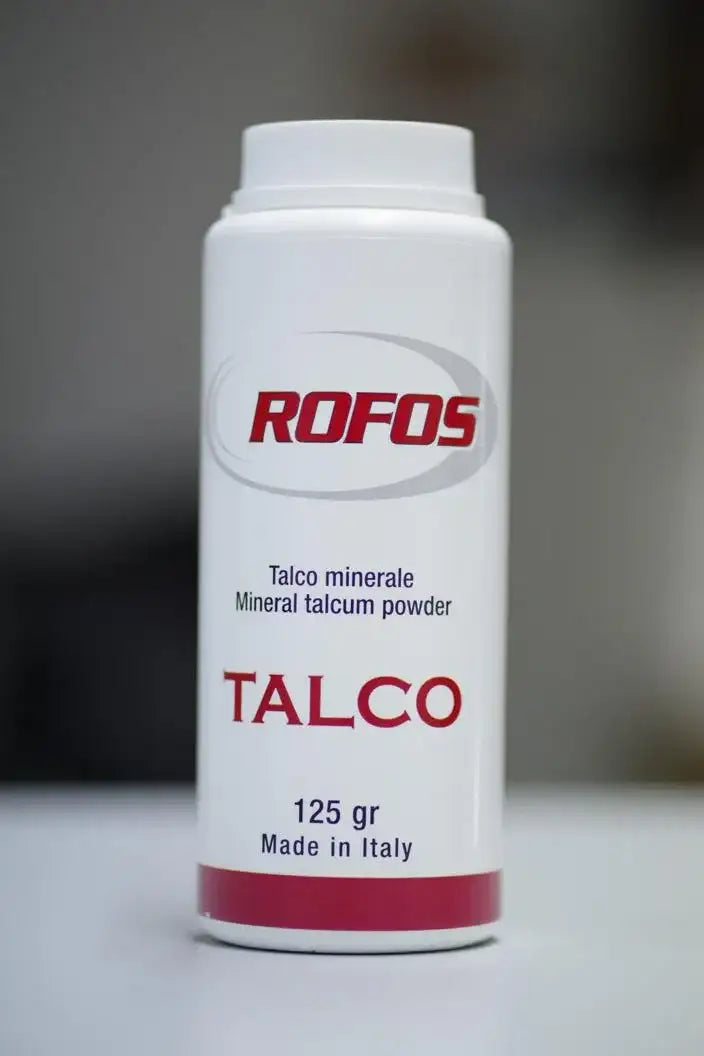 ROFOS
Talco minerale
Mineral talcum powder
TALCO
125 gr
Made in Italy